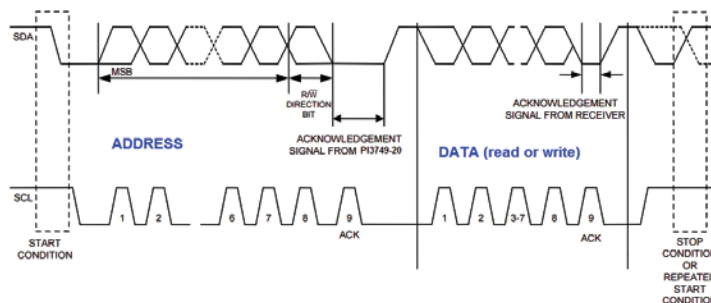 SDA
MSB
R/W̅
DIRECTION
BIT
ACKNOWLEDGEMENT
SIGNAL FROM RECEIVER
ACKNOWLEDGEMENT
SIGNAL FROM PI3749-20
ADDRESS
DATA (read or write)
SCL
1 2 6 7 8 9 1 2 3-7 8 9
ACK ACK
START
CONDITION
STOP
CONDITION
OR
REPEATED
START
CONDITION